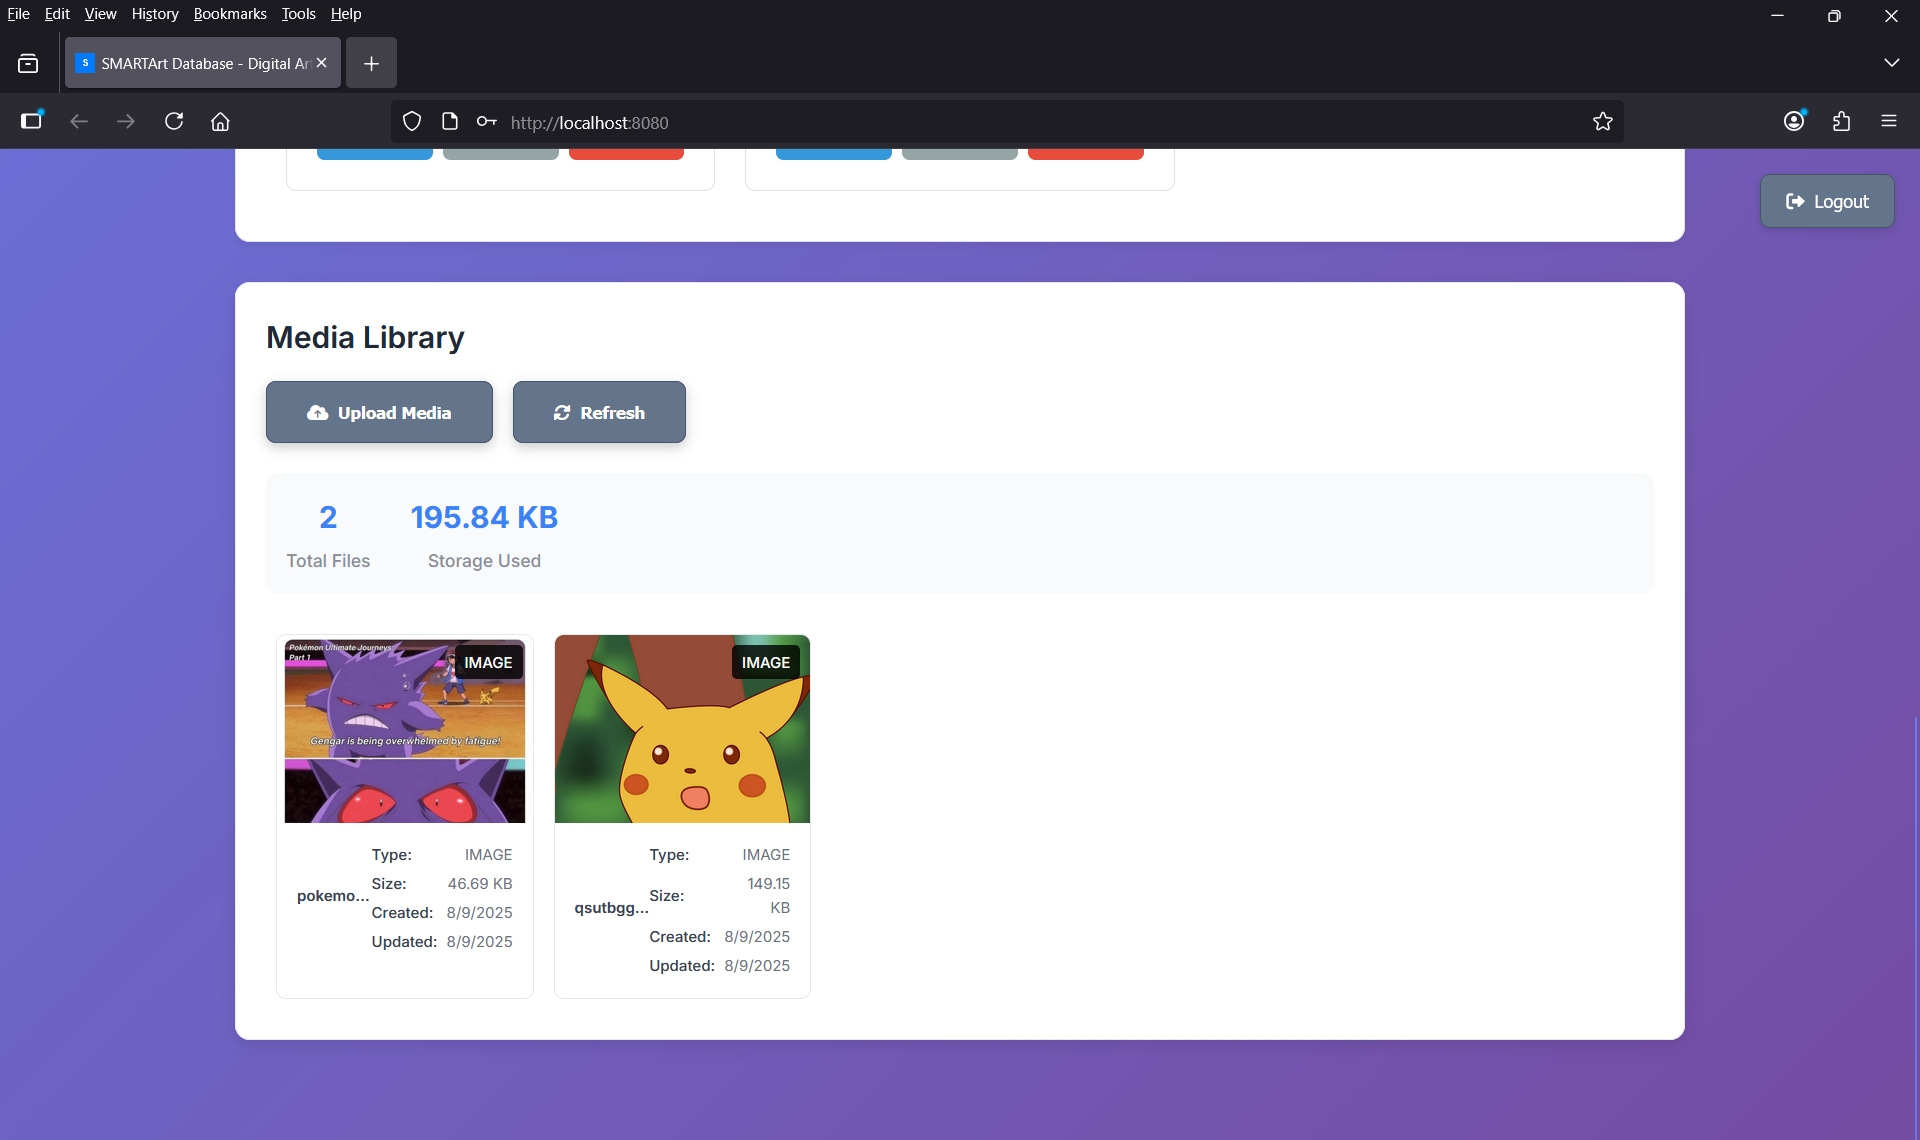 File Edit View History Bookmarks Tools Help
S SMARTArt Database - Digital Ar
http://localhost:8080
Logout
Media Library
Upload Media Refresh
2 195.84 KB
Total Files Storage Used
Pokémon Ultimate Journeys
Part 1
IMAGE
Gengar is being overwhelmed by fatigue!
pokemo...
Type: IMAGE
Size: 46.69 KB
Created: 8/9/2025
Updated: 8/9/2025
IMAGE
qsutbgg...
Type: IMAGE
Size: 149.15
KB
Created: 8/9/2025
Updated: 8/9/2025